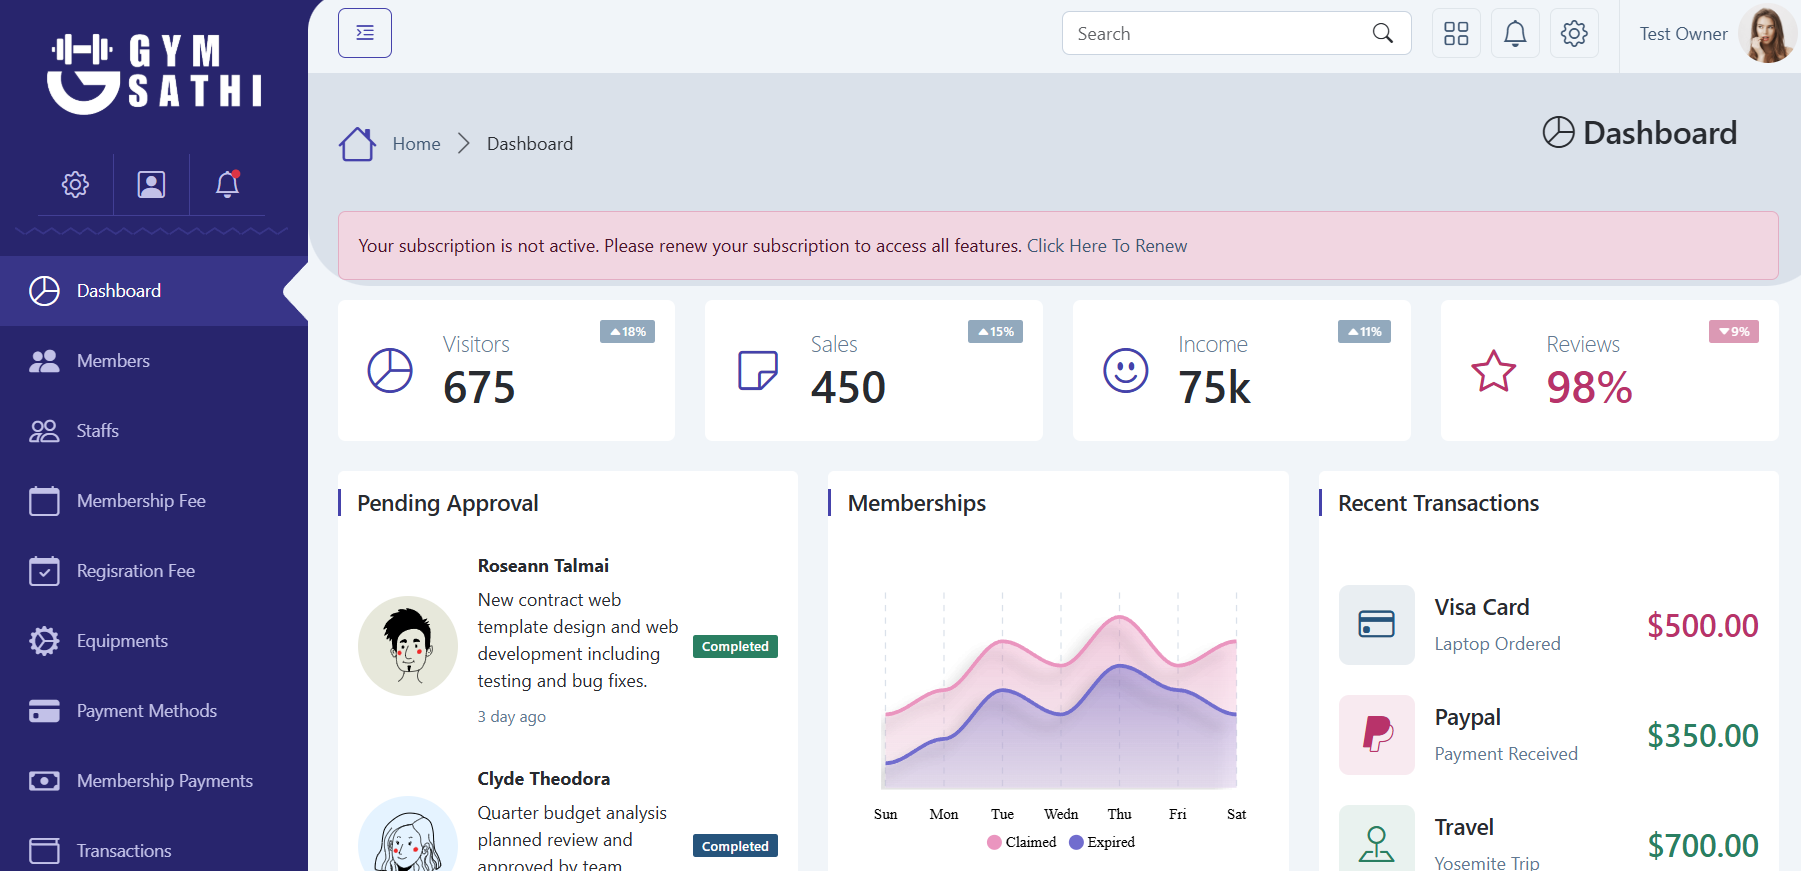 GYM
SATHI
Search
Test Owner
Home
Dashboard
Dashboard
Your subscription is not active. Please renew your subscription to access all features. Click Here To Renew
Dashboard
Members
Staffs
Membership Fee
Regisration Fee
Equipments
Payment Methods
Membership Payments
Transactions
Visitors
675
18%
Sales
450
15%
Income
75k
11%
Reviews
98%
9%
Pending Approval
Roseann Talmai
New contract web
template design and web
development including
testing and bug fixes.
3 day ago
Completed
Clyde Theodora
Quarter budget analysis
planned review and
approved by team
Completed
Memberships
Sun Mon Tue Wedn Thu Fri Sat
Claimed Expired
Recent Transactions
Visa Card
Laptop Ordered
$500.00
Paypal
Payment Received
$350.00
Travel
Yosemite Trip
$700.00